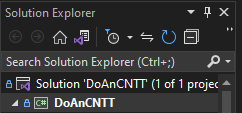 Solution Explorer
Search Solution Explorer (Ctrl+;)
Solution 'DoAnCNTT' (1 of 1 projec
C# DoAnCNTT